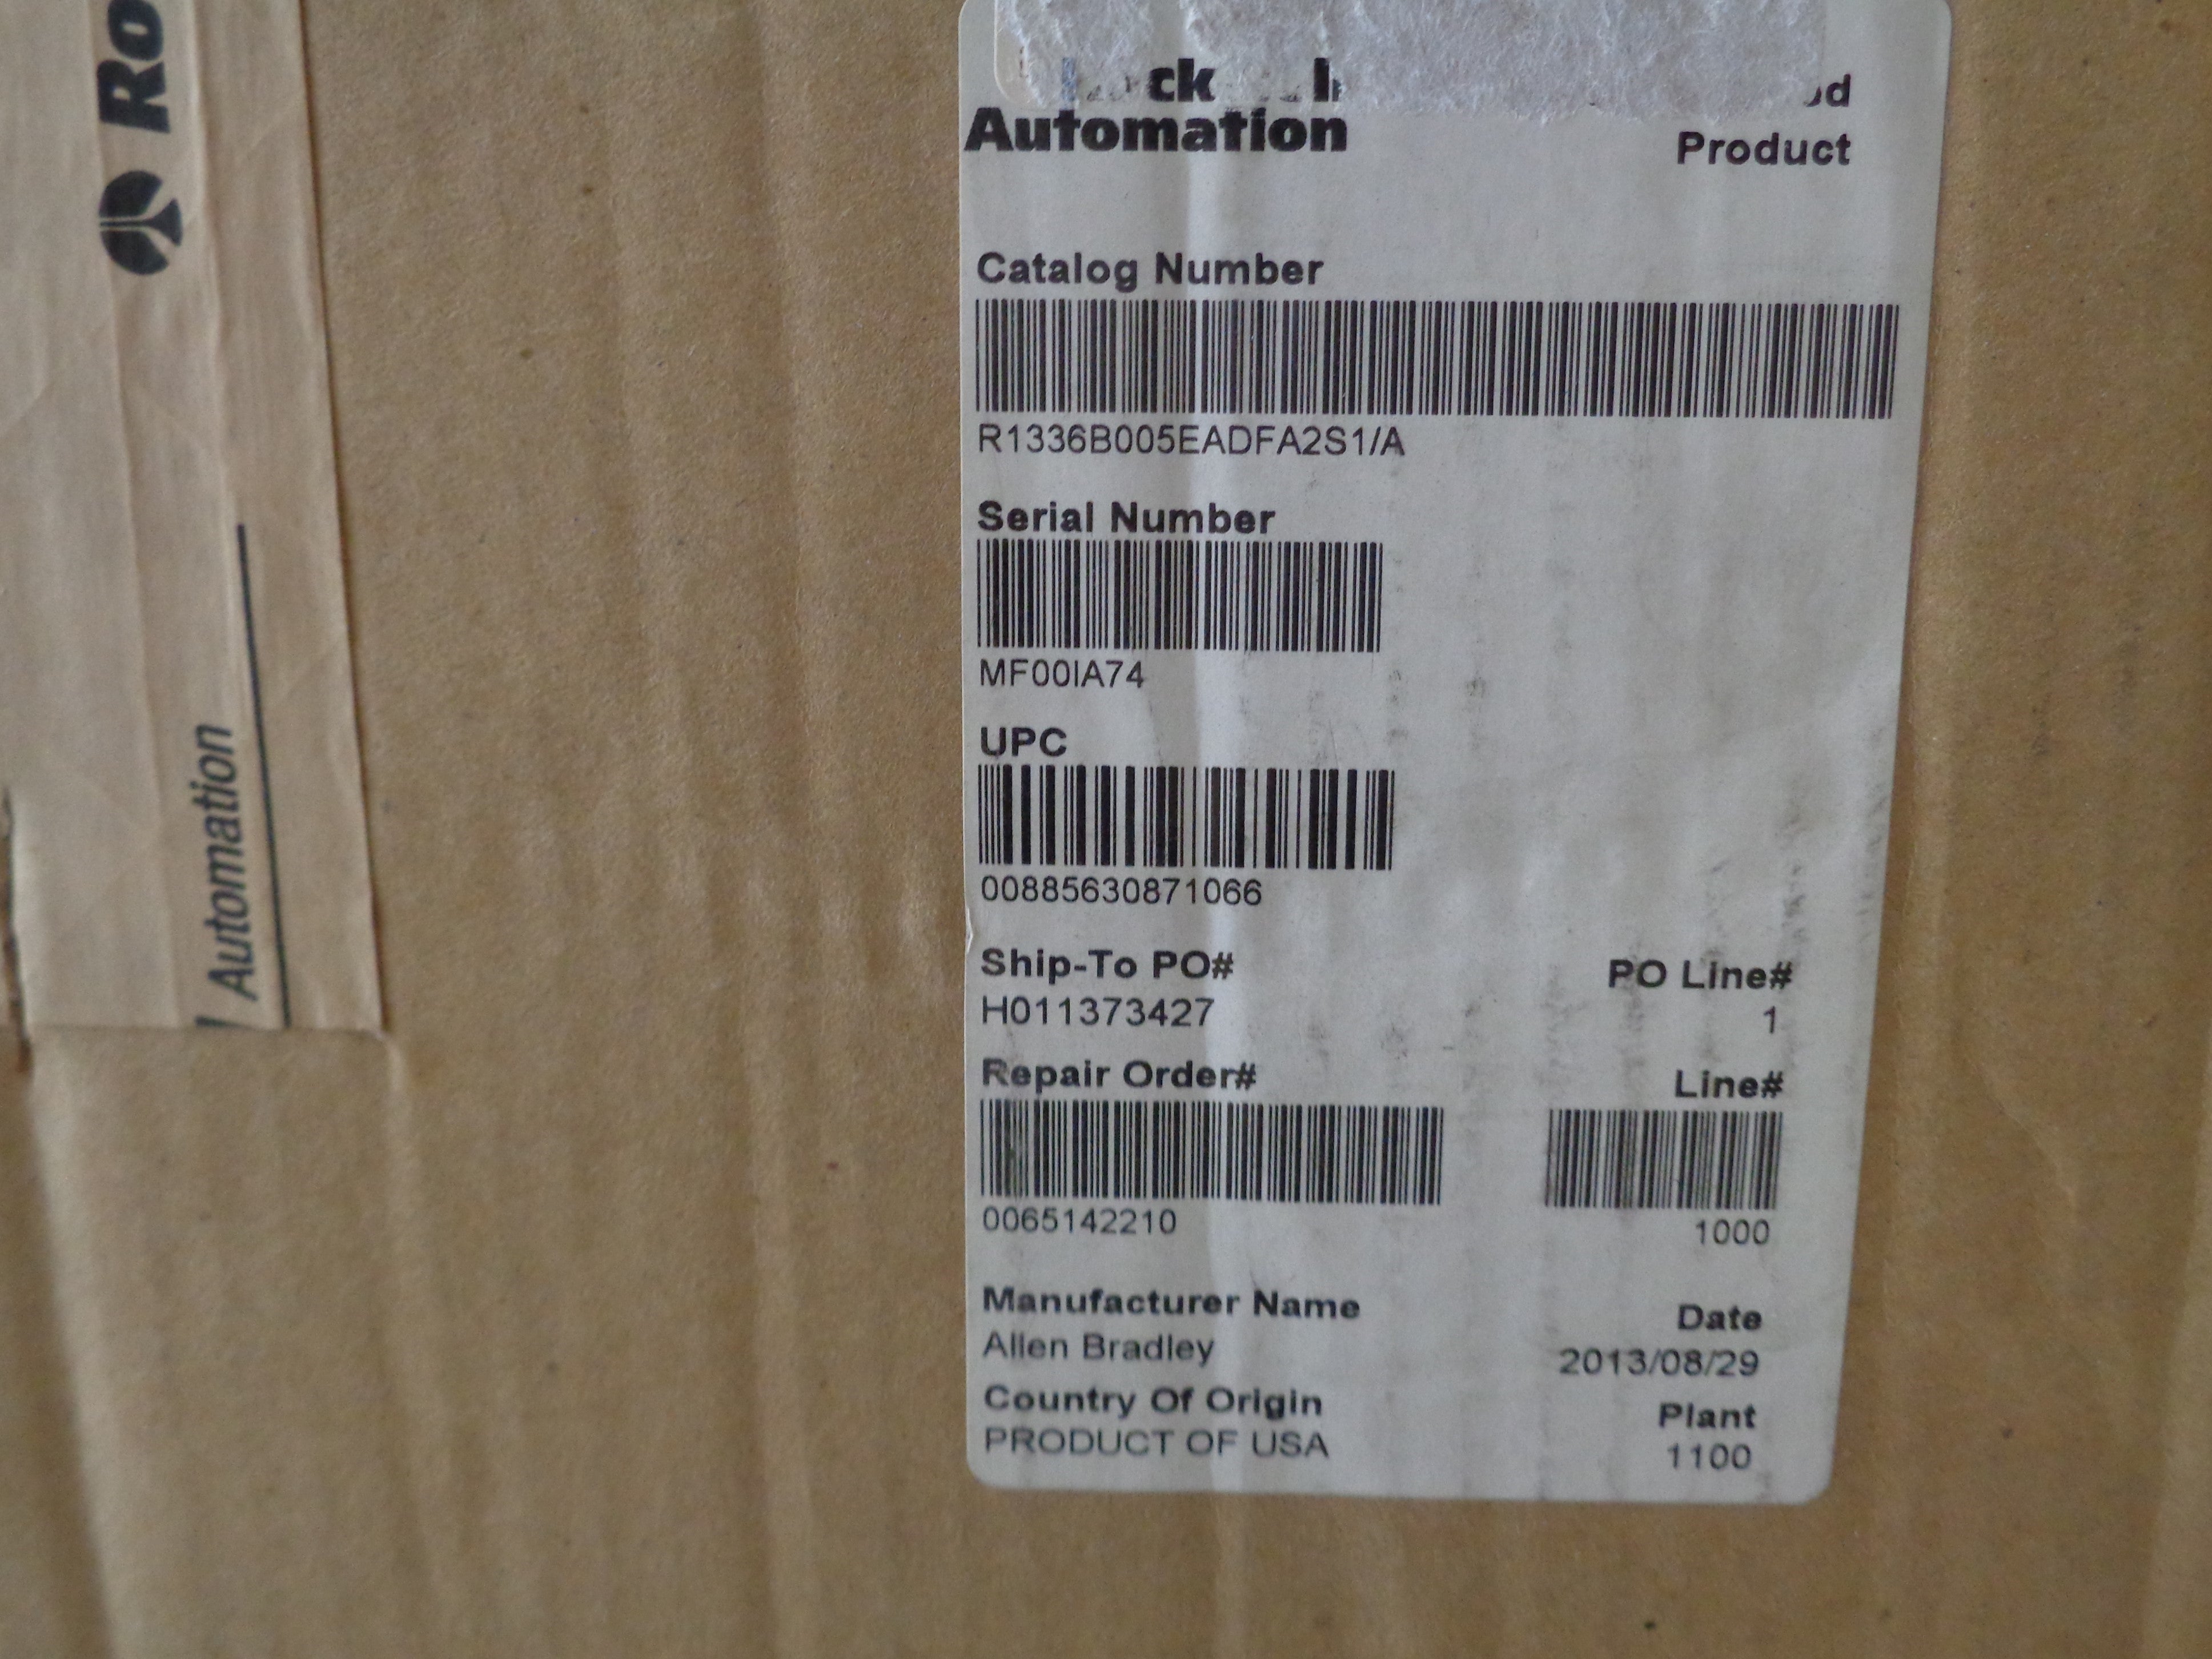 Ro
Automation
Automation
Product
Catalog Number
R1336B005EADFA2S1/A
Serial Number
MF00IA74
UPC
00885630871066
Ship-To PO#
PO Line#
H011373427
1
Repair Order#
Line#
0065142210
1000
Manufacturer Name
Date
Allen Bradley
2013/08/29
Country Of Origin
Plant
PRODUCT OF USA
1100